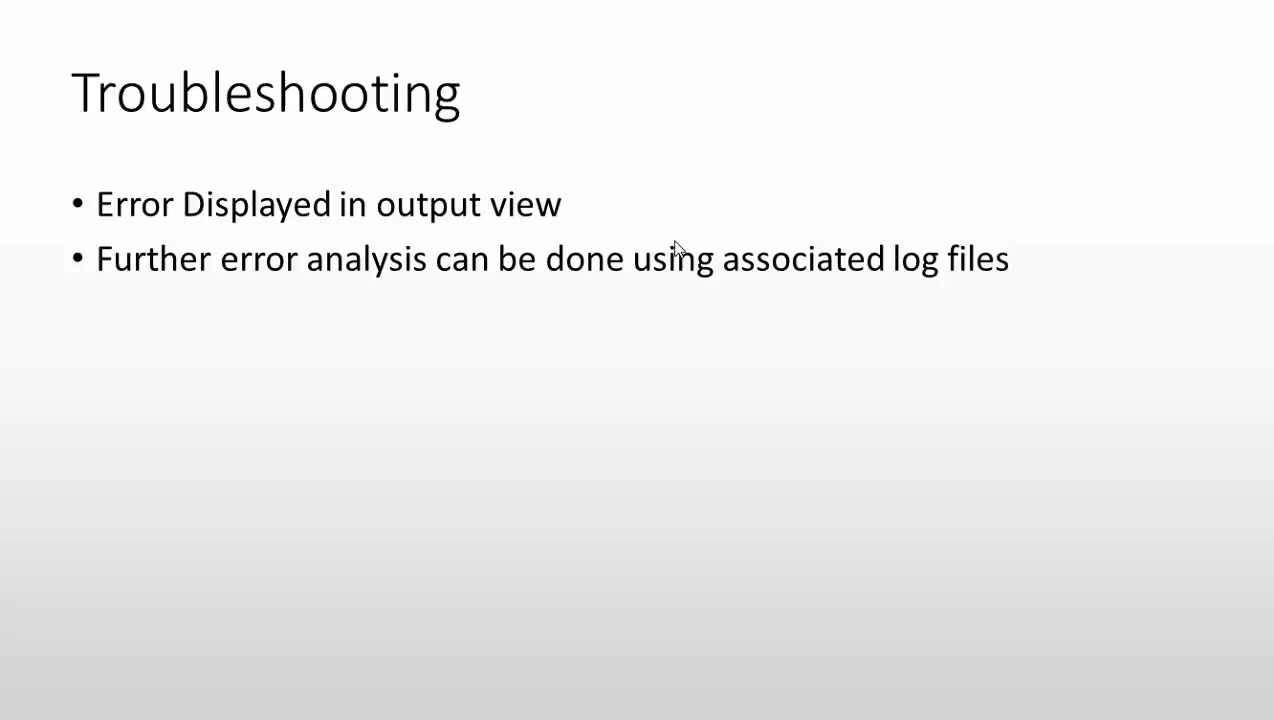 Troubleshooting
• Error Displayed in output view
• Further error analysis can be done using associated log files